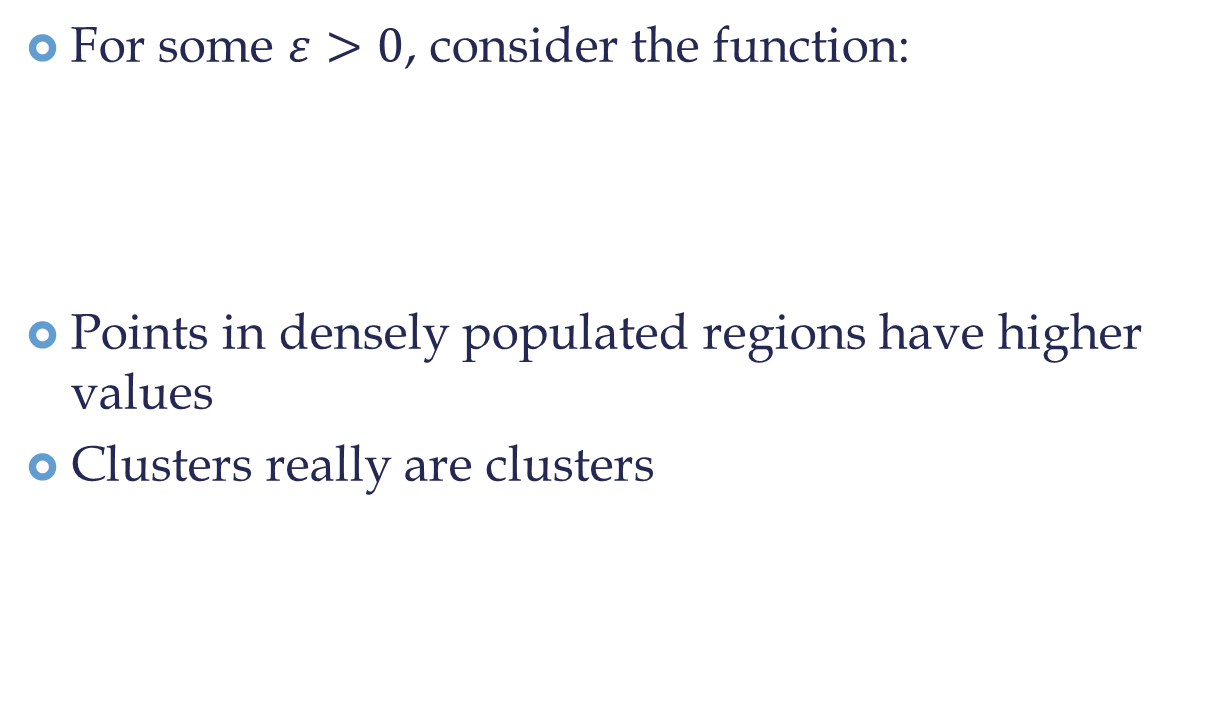 For some ε > 0, consider the function:
Points in densely populated regions have higher
values
Clusters really are clusters